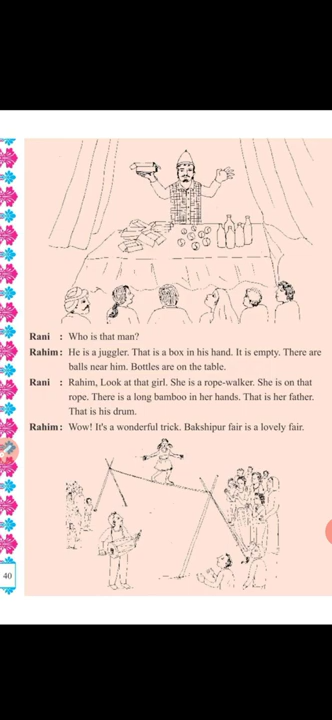 Rani : Who is that man?
Rahim: He is a juggler. That is a box in his hand. It is empty. There are
balls near him. Bottles are on the table.
Rani : Rahim, Look at that girl. She is a rope-walker. She is on that
rope. There is a long bamboo in her hands. That is her father.
That is his drum.
Rahim: Wow! It's a wonderful trick. Bakshipur fair is a lovely fair.
40